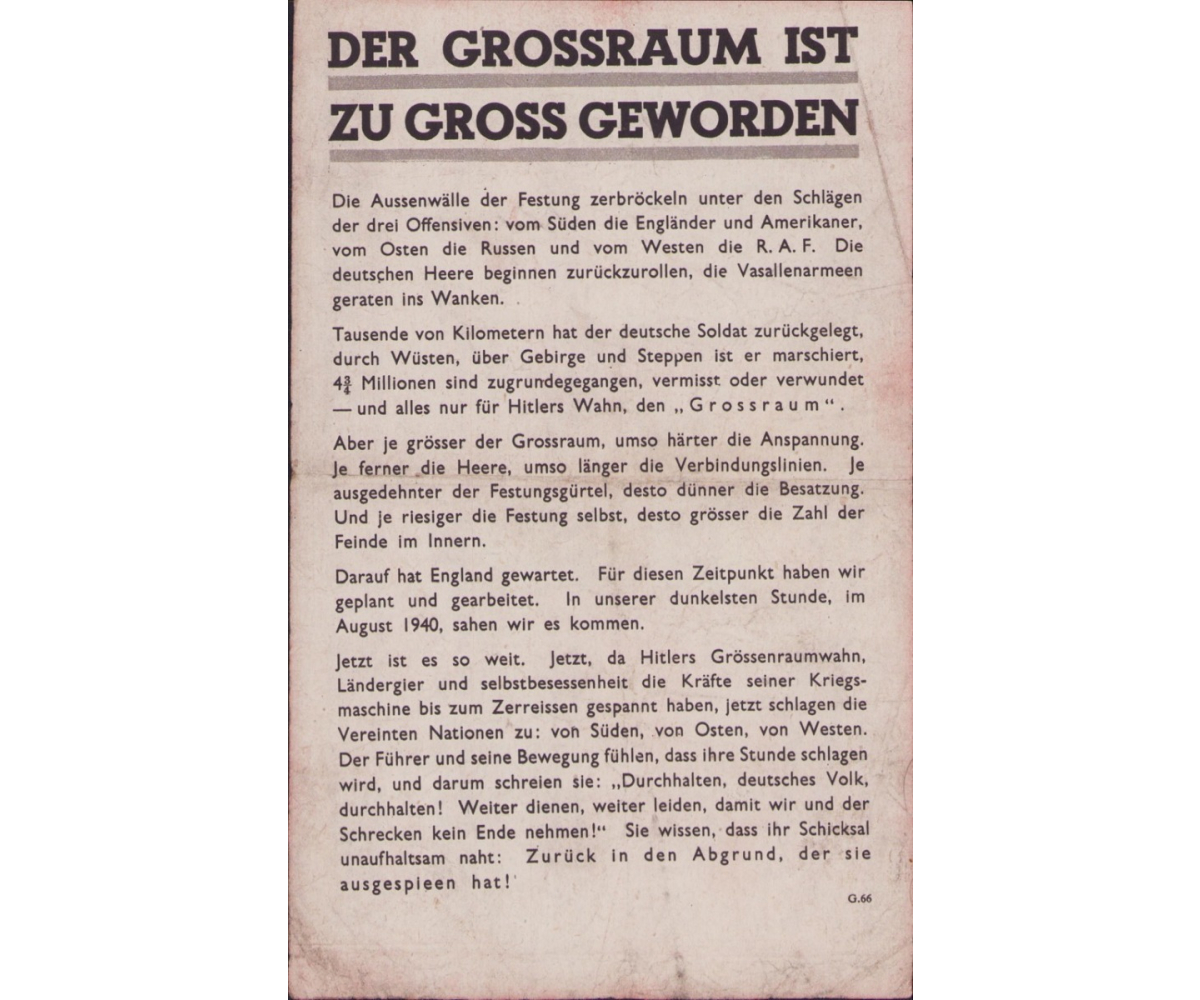 DER GROSSRAUM IST
ZU GROSS GEWORDEN
Die Aussenwälle der Festung zerbröckeln unter den Schlägen
der drei Offensiven: vom Süden die Engländer und Amerikaner,
vom Osten die Russen und vom Westen die R. A. F. Die
deutschen Heere beginnen zurückzurollen, die Vasallenarmeen
geraten ins Wanken.
Tausende von Kilometern hat der deutsche Soldat zurückgelegt,
durch Wüsten, über Gebirge und Steppen ist er marschiert,
4¾ Millionen sind zugrundegegangen, vermisst oder verwundet
— und alles nur für Hitlers Wahn, den „Grossraum“.
Aber je grösser der Grossraum, umso härter die Anspannung.
Je ferner die Heere, umso länger die Verbindungslinien. Je
ausgedehnter der Festungsgürtel, desto dünner die Besatzung.
Und je riesiger die Festung selbst, desto grösser die Zahl der
Feinde im Innern.
Darauf hat England gewartet. Für diesen Zeitpunkt haben wir
geplant und gearbeitet. In unserer dunkelsten Stunde, im
August 1940, sahen wir es kommen.
Jetzt ist es so weit. Jetzt, da Hitlers Grössenraumwahn,
Ländergier und selbstbesessenheit die Kräfte seiner Kriegs-
maschine bis zum Zerreissen gespannt haben, jetzt schlagen die
Vereinten Nationen zu: von Süden, von Osten, von Westen.
Der Führer und seine Bewegung fühlen, dass ihre Stunde schlagen
wird, und darum schreien sie: „Durchhalten, deutsches Volk,
durchhalten! Weiter dienen, weiter leiden, damit wir und der
Schrecken kein Ende nehmen!“ Sie wissen, dass ihr Schicksal
unaufhaltsam naht: Zurück in den Abgrund, der sie
ausgespieen hat!
G.66